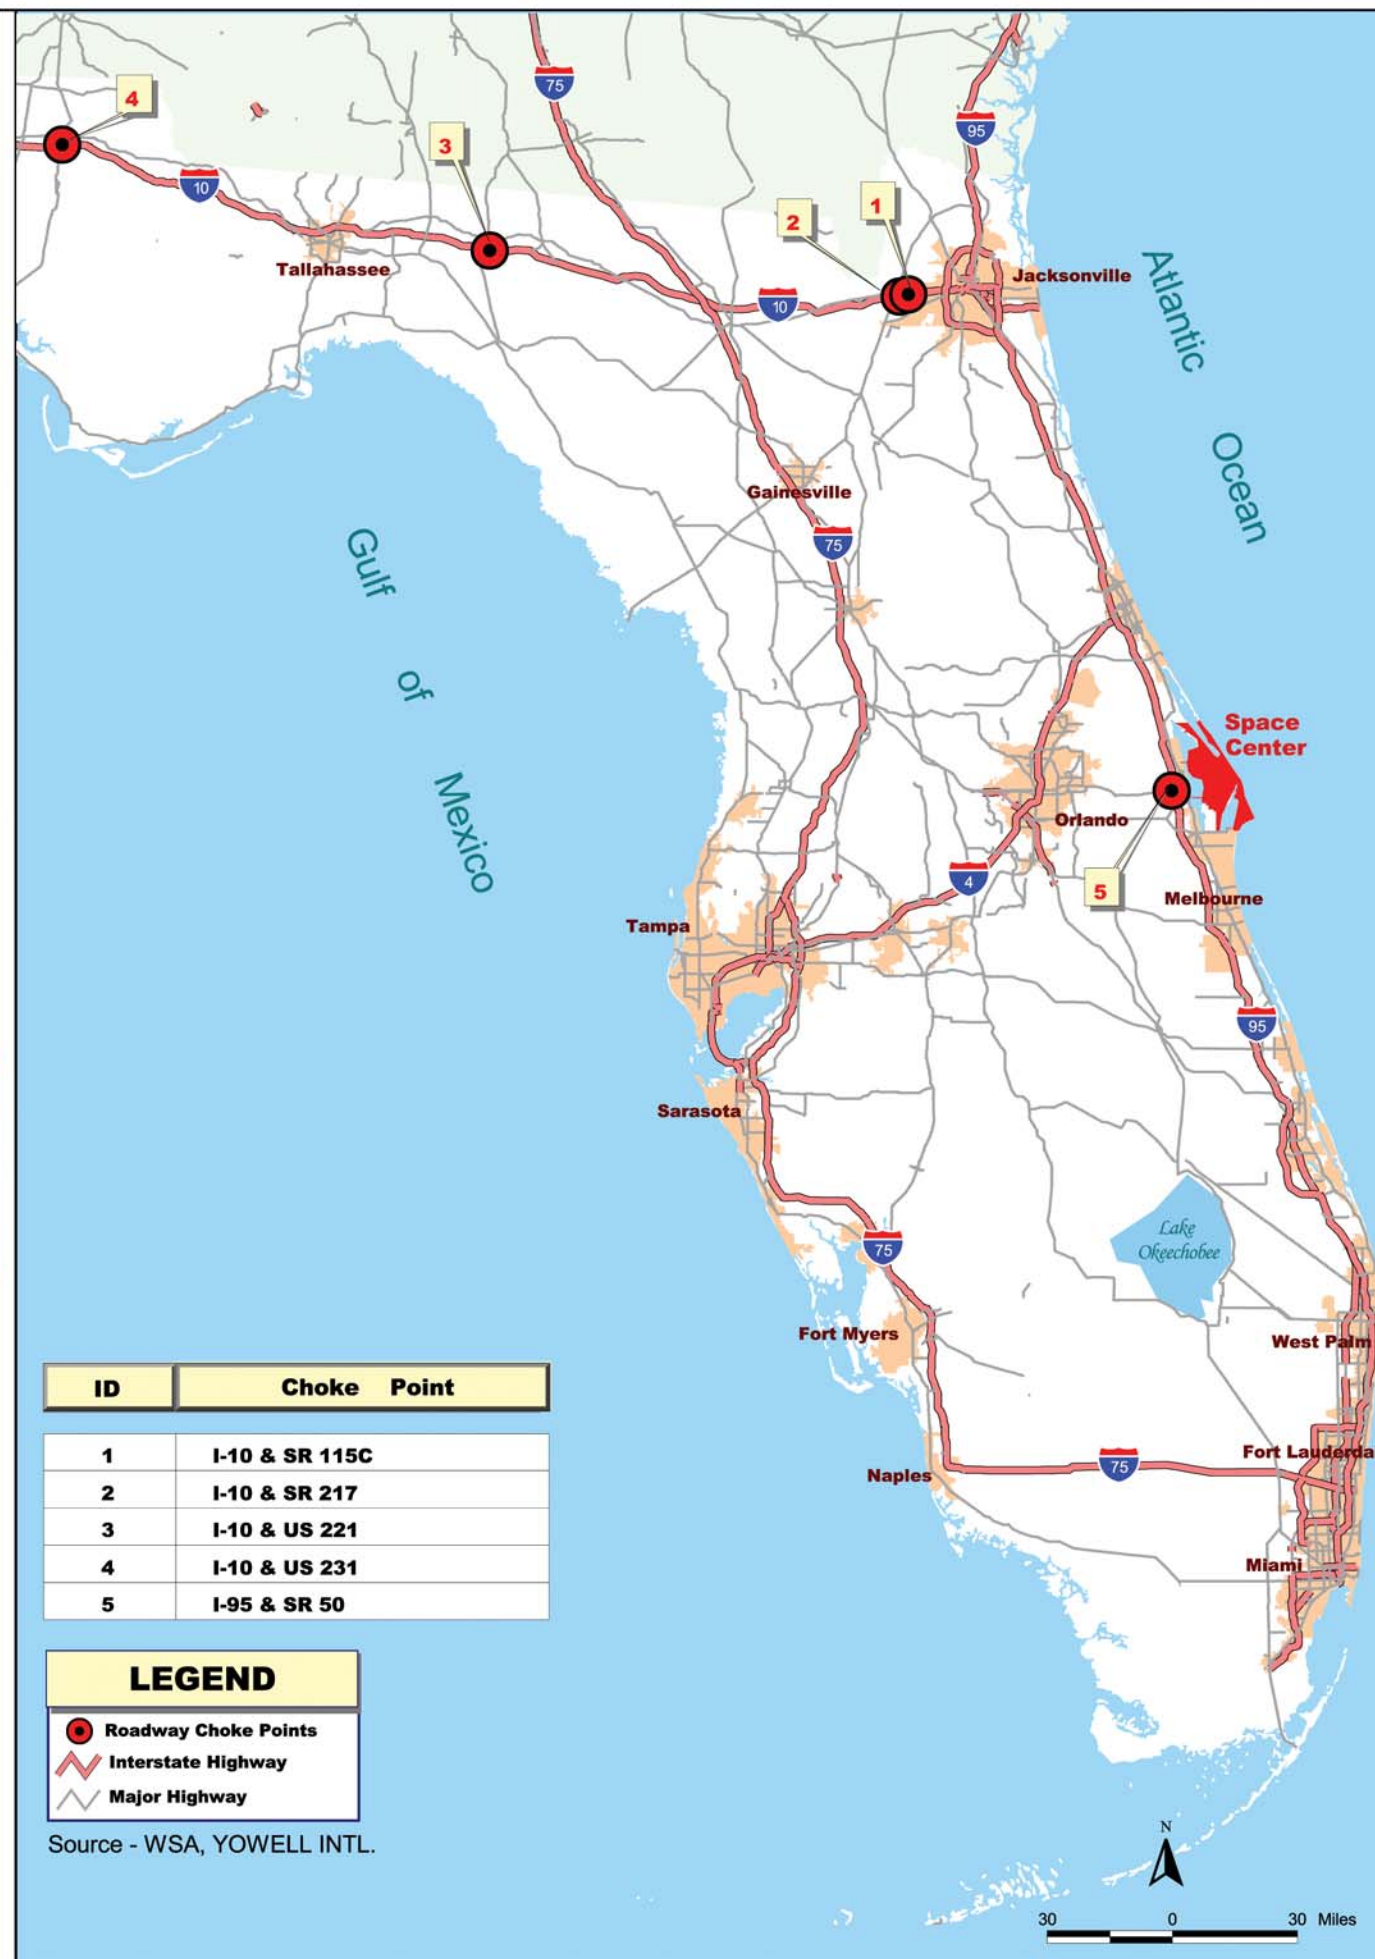 75
4
95
3
10
1
2
Tallahassee
Jacksonville
10
Atlantic
Ocean
Gainesville
75
Gulf
of
Mexico
Space
Center
Orlando
4
5
Melbourne
Tampa
95
Sarasota
Lake
Okeechobee
75
Fort Myers
West Palm
Fort Lauderda
75
Naples
Miami
ID Choke Point
1 I-10 & SR 115C
2 I-10 & SR 217
3 I-10 & US 221
4 I-10 & US 231
5 I-95 & SR 50
LEGEND
Roadway Choke Points
Interstate Highway
Major Highway
Source - WSA, YOWELL INTL.
N
30 0 30 Miles